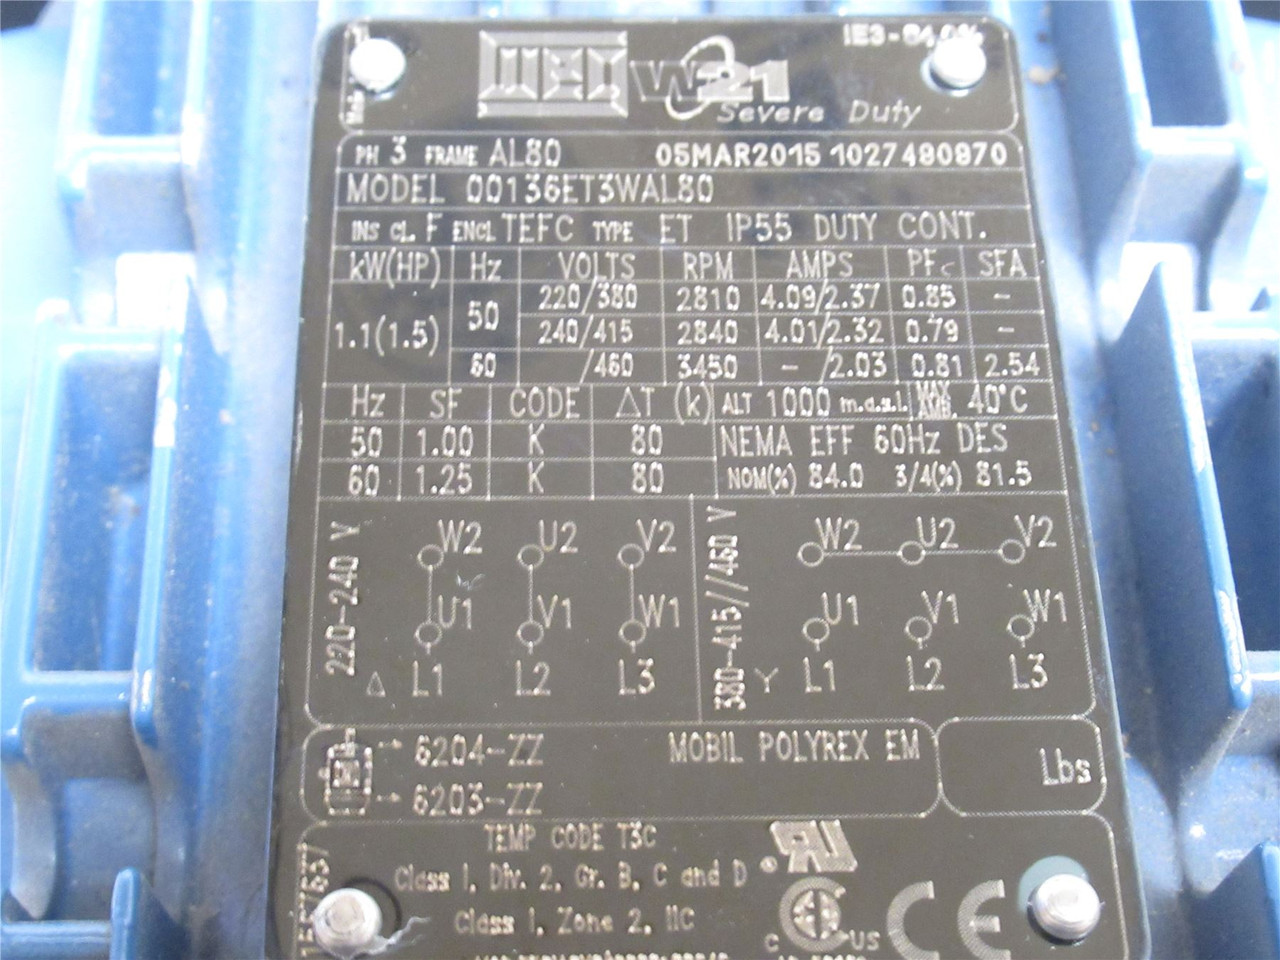 IE3-84.0%
WEG W21
Severe Duty
PH 3 FRAME AL80 05MAR2015 1027480870
MODEL 00136ET3WAL80
INS CL. F ENCL TEFC TYPE ET IP55 DUTY CONT.
kW(HP) Hz VOLTS RPM AMPS PF SFA
1.1(1.5) 50 220/380 2810 4.09/2.37 0.85 -
240/415 2840 4.01/2.32 0.79 -
60 /460 3450 - /2.03 0.81 2.54
Hz SF CODE ΔT (k) ALT 1000 m.a.s.l. MAX. AMB. 40°C
50 1.00 K 80 NEMA EFF 60Hz DES
60 1.25 K 80 NOM(%) 84.0 3/4(%) 81.5
220-240 V Δ
W2 U2 V2
U1 V1 W1
L1 L2 L3
380-415//460 V Y
W2 U2 V2
U1 V1 W1
L1 L2 L3
6204-ZZ MOBIL POLYREX EM
6203-ZZ Lbs
TEMP CODE T3C
Class I, Div. 2, Gr. B, C and D
Class I, Zone 2, IIC
RU
C SA US
CE